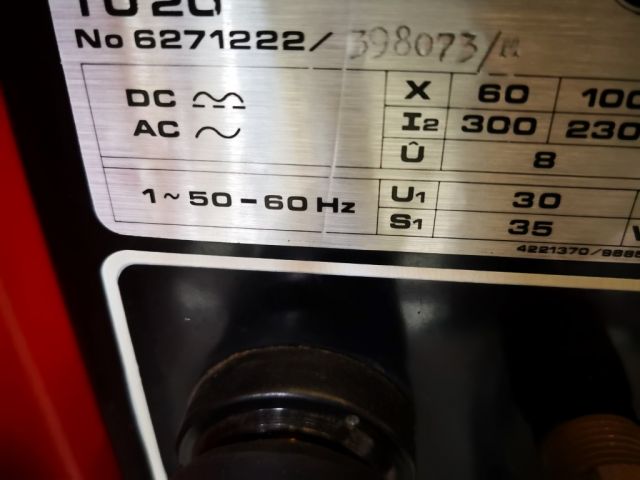 No 6271222/ 398073/
DC
AC ~
X 60 100
I2 300 230
Û 8
1~ 50-60 Hz
U1 30
S1 35